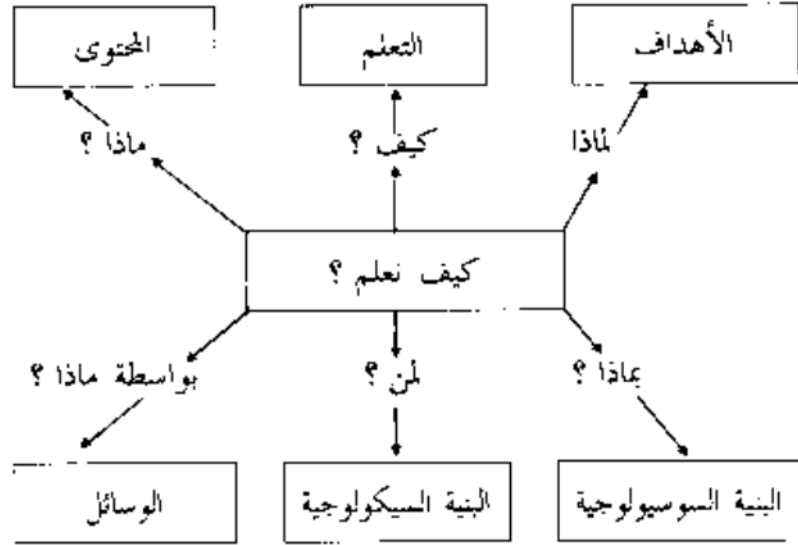 الأهداف
التعلم
المحتوى
لماذا
كيف ؟
ماذا ؟
كيف نعلم ؟
بماذا ؟
لمن ؟
بواسطة ماذا ؟
البنية السوسيولوجية
البنية السيكولوجية
الوسائل